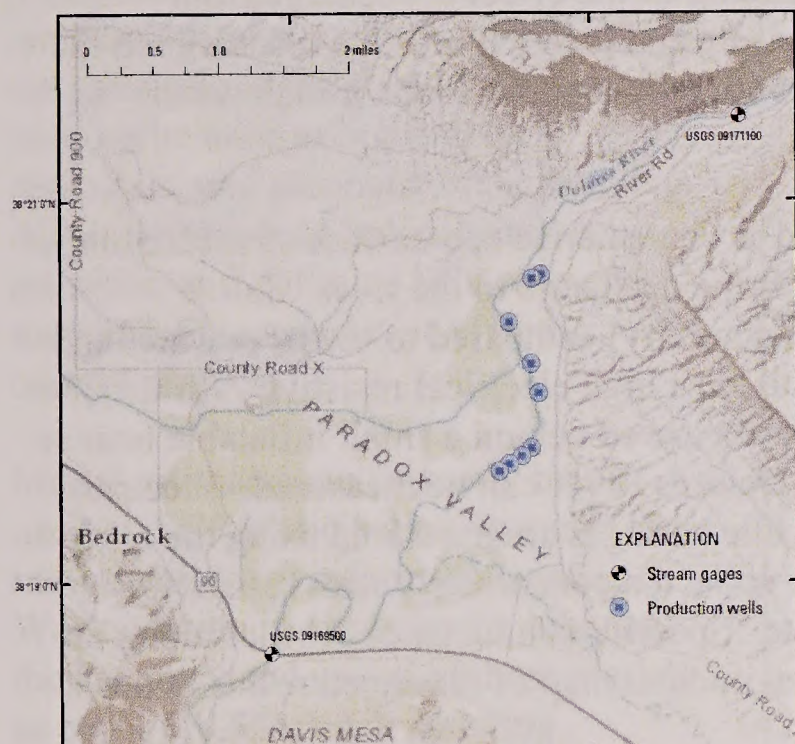 0 0.5 1.0 2 miles
USGS 09171100
Dolores River
River Rd
County Road 900
38°21'0"N
County Road X
PARADOX VALLEY
Bedrock
EXPLANATION
Stream gages
Production wells
38°19'0"N
90
USGS 09169500
County Road
DAVIS MESA